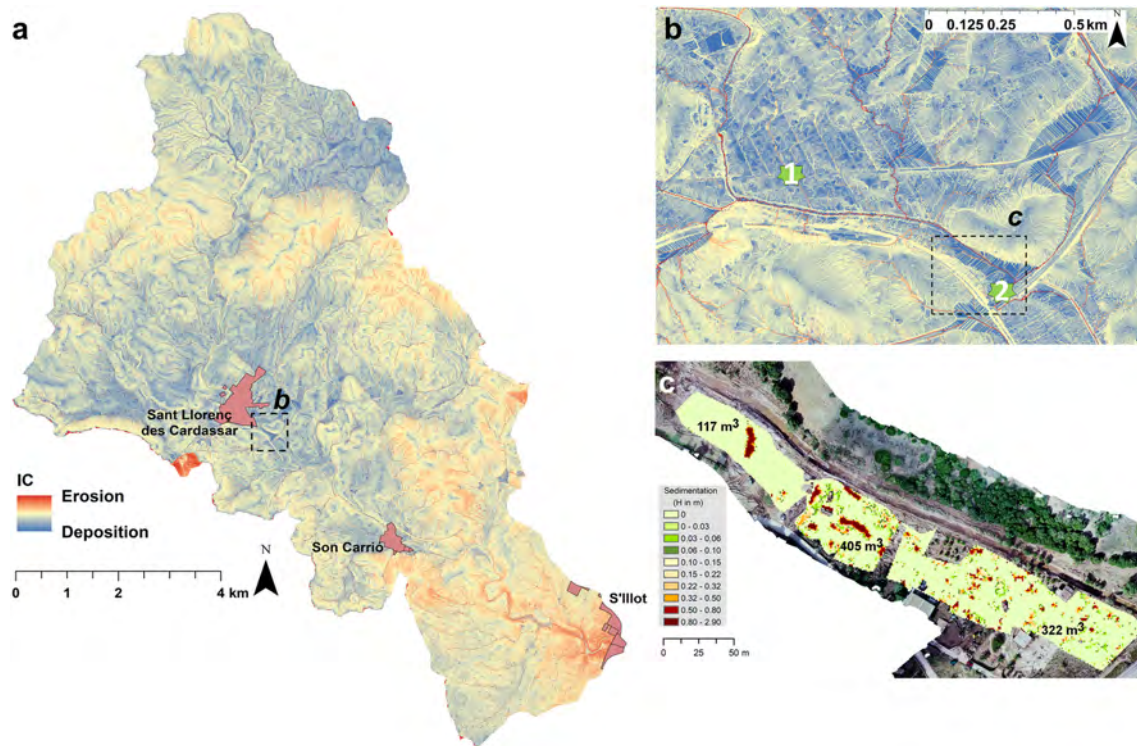 a
b
Sant Llorenç
des Cardassar
IC
Erosion
Deposition
Son Carrió
N
0 2 4 km
S'Illot
b
0 0.125 0.25 0.5 km
N
1
c
2
c
117 m³
405 m³
322 m³
Sedimentation
(H in m)
0
0 - 0.03
0.03 - 0.06
0.06 - 0.10
0.10 - 0.15
0.15 - 0.22
0.22 - 0.32
0.32 - 0.50
0.50 - 0.80
0.80 - 2.90
0 25 50 m